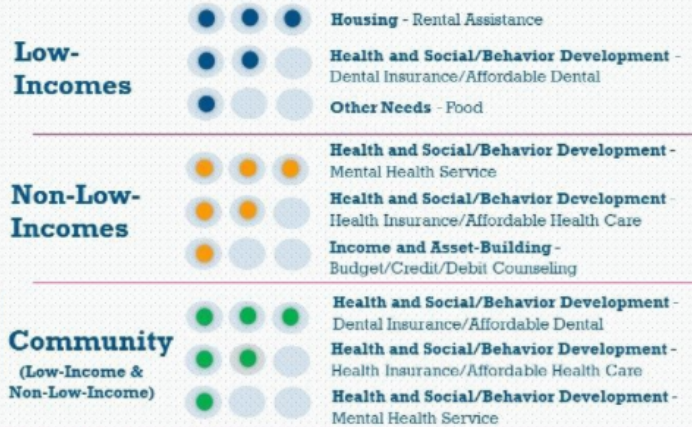 Low-
Incomes
Housing - Rental Assistance
Health and Social/Behavior Development -
Dental Insurance/Affordable Dental
Other Needs - Food
Non-Low-
Incomes
Health and Social/Behavior Development -
Mental Health Service
Health and Social/Behavior Development -
Health Insurance/Affordable Health Care
Income and Asset-Building -
Budget/Credit/Debit Counseling
Community
(Low-Income &
Non-Low-Income)
Health and Social/Behavior Development -
Dental Insurance/Affordable Dental
Health and Social/Behavior Development -
Health Insurance/Affordable Health Care
Health and Social/Behavior Development -
Mental Health Service